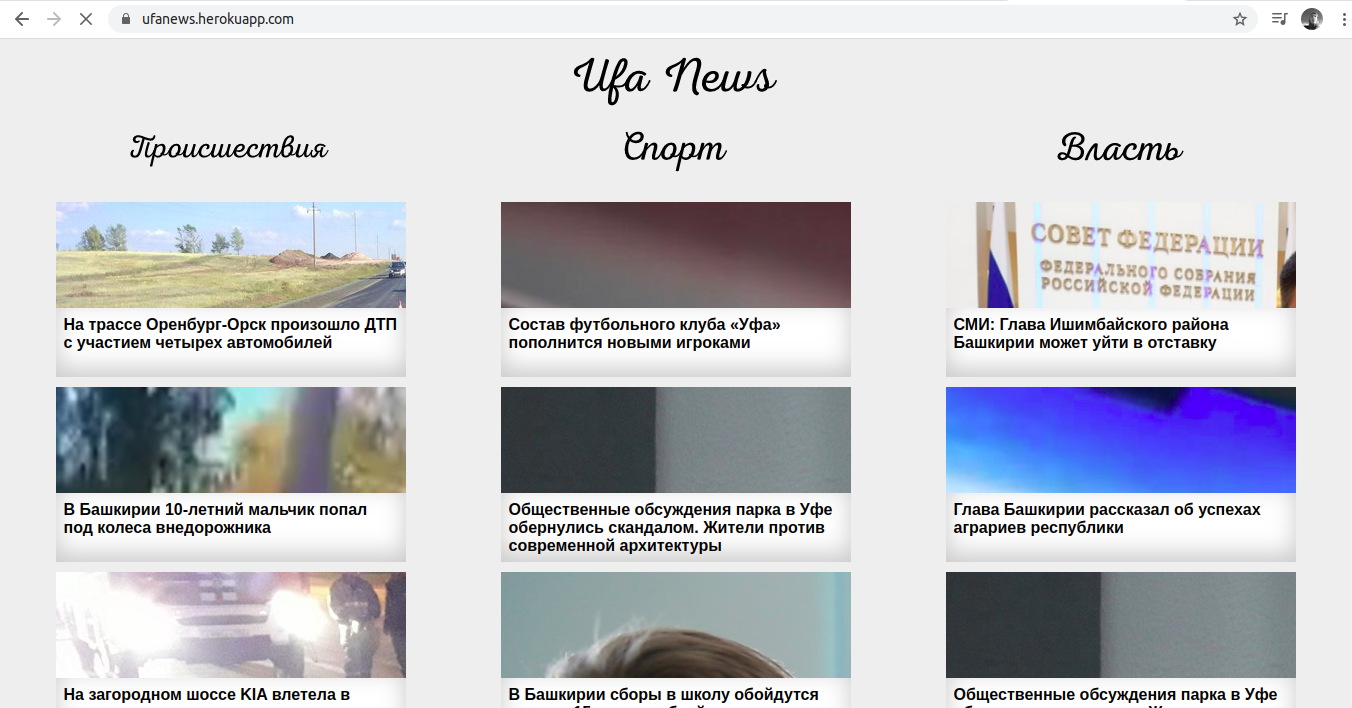 ufanews.herokuapp.com
Ufa News
Происшествия
Спорт
Власть
СОВЕТ ФЕДЕРАЦИИ
ФЕДЕРАЛЬНОГО СОБРАНИЯ
РОССИЙСКОЙ ФЕДЕРАЦИИ
На трассе Оренбург-Орск произошло ДТП
с участием четырех автомобилей
Состав футбольного клуба «Уфа»
пополнится новыми игроками
СМИ: Глава Ишимбайского района
Башкирии может уйти в отставку
В Башкирии 10-летний мальчик попал
под колеса внедорожника
Общественные обсуждения парка в Уфе
обернулись скандалом. Жители против
современной архитектуры
Глава Башкирии рассказал об успехах
аграриев республики
На загородном шоссе KIA влетела в
В Башкирии сборы в школу обойдутся
Общественные обсуждения парка в Уфе